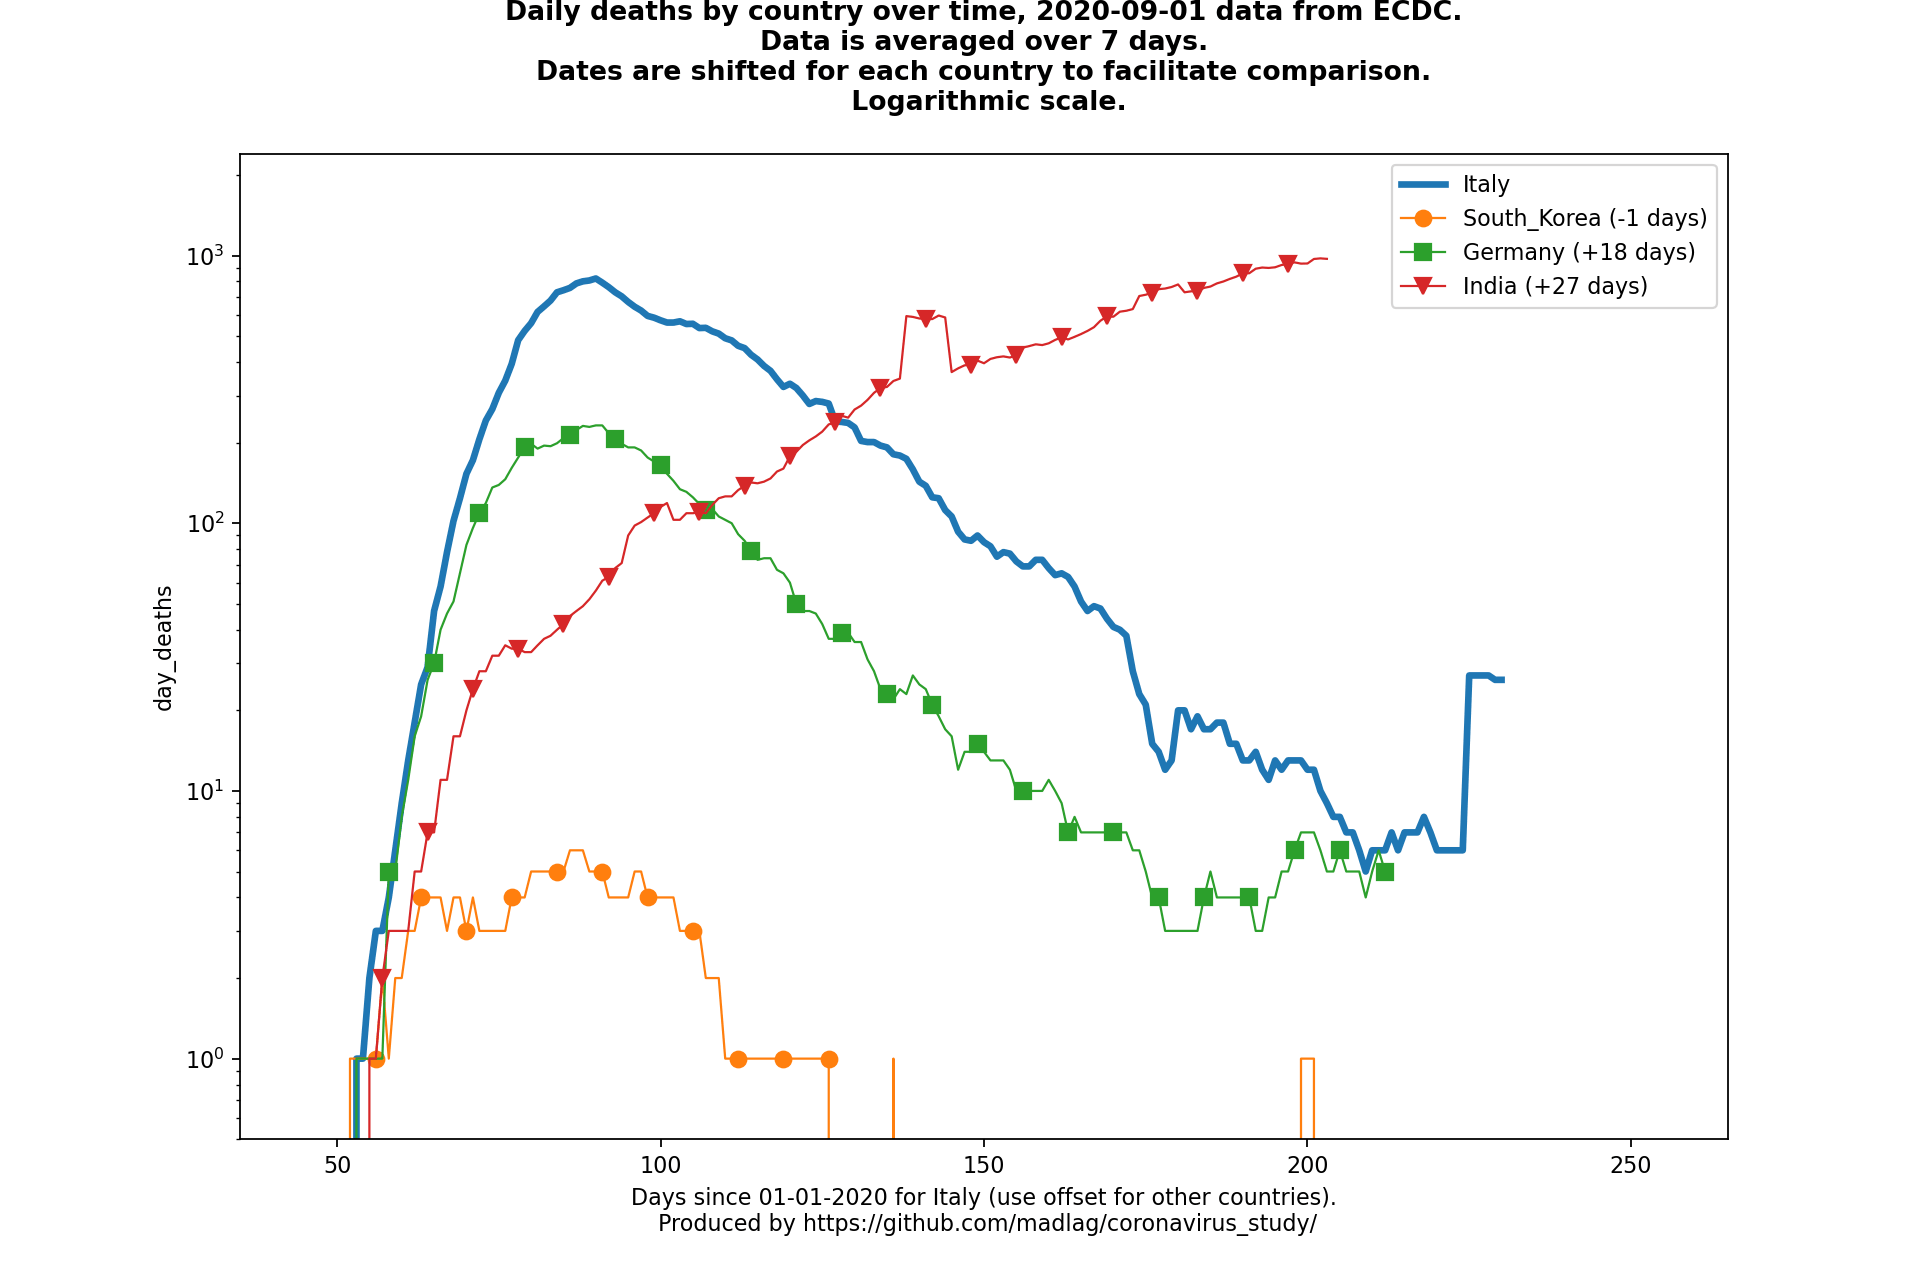 Daily deaths by country over time, 2020-09-01 data from ECDC.
Data is averaged over 7 days.
Dates are shifted for each country to facilitate comparison.
Logarithmic scale.
Italy
South_Korea (-1 days)
Germany (+18 days)
India (+27 days)
day_deaths
10³
10²
10¹
10⁰
50 100 150 200 250
Days since 01-01-2020 for Italy (use offset for other countries).
Produced by https://github.com/madlag/coronavirus_study/